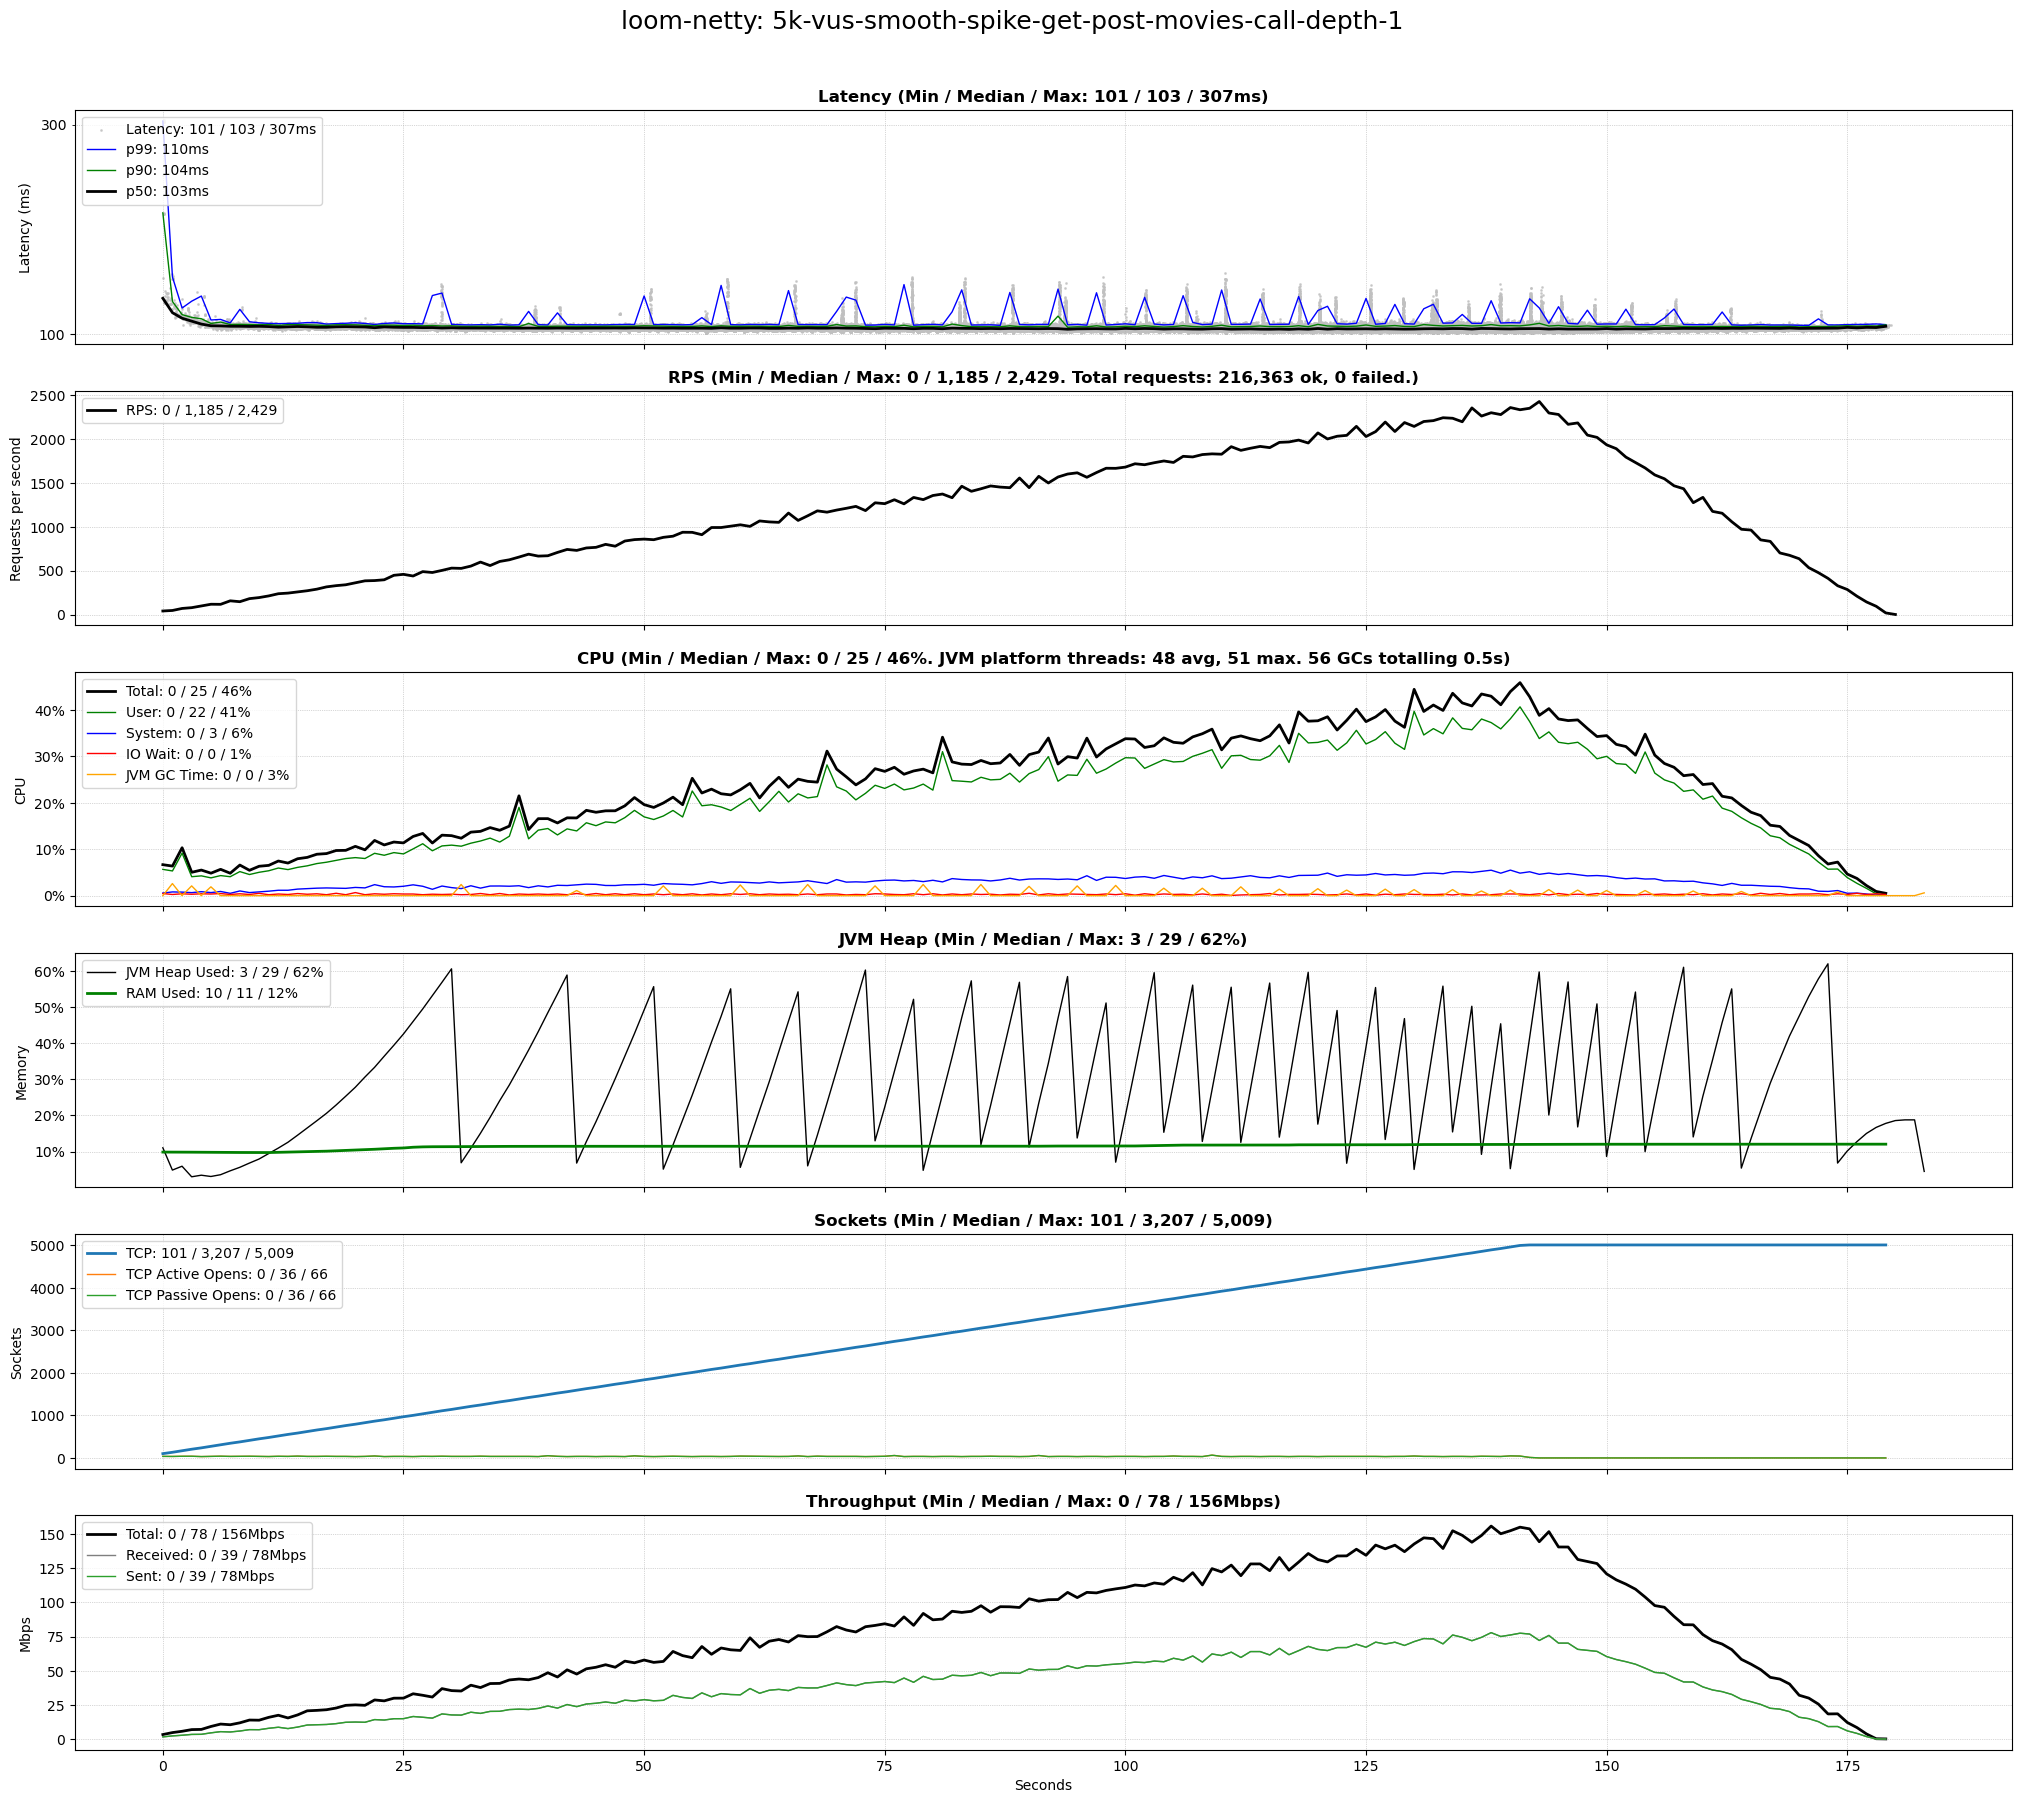 loom-netty: 5k-vus-smooth-spike-get-post-movies-call-depth-1
Latency (Min / Median / Max: 101 / 103 / 307ms)
Latency: 101 / 103 / 307ms
p99: 110ms
p90: 104ms
p50: 103ms
300
100
Latency (ms)
RPS (Min / Median / Max: 0 / 1,185 / 2,429. Total requests: 216,363 ok, 0 failed.)
RPS: 0 / 1,185 / 2,429
2500
2000
1500
1000
500
0
Requests per second
CPU (Min / Median / Max: 0 / 25 / 46%. JVM platform threads: 48 avg, 51 max. 56 GCs totalling 0.5s)
Total: 0 / 25 / 46%
User: 0 / 22 / 41%
System: 0 / 3 / 6%
IO Wait: 0 / 0 / 1%
JVM GC Time: 0 / 0 / 3%
40%
30%
20%
10%
0%
CPU
JVM Heap (Min / Median / Max: 3 / 29 / 62%)
JVM Heap Used: 3 / 29 / 62%
RAM Used: 10 / 11 / 12%
60%
50%
40%
30%
20%
10%
Memory
Sockets (Min / Median / Max: 101 / 3,207 / 5,009)
TCP: 101 / 3,207 / 5,009
TCP Active Opens: 0 / 36 / 66
TCP Passive Opens: 0 / 36 / 66
5000
4000
3000
2000
1000
0
Sockets
Throughput (Min / Median / Max: 0 / 78 / 156Mbps)
Total: 0 / 78 / 156Mbps
Received: 0 / 39 / 78Mbps
Sent: 0 / 39 / 78Mbps
150
125
100
75
50
25
0
Mbps
0 25 50 75 100 125 150 175
Seconds